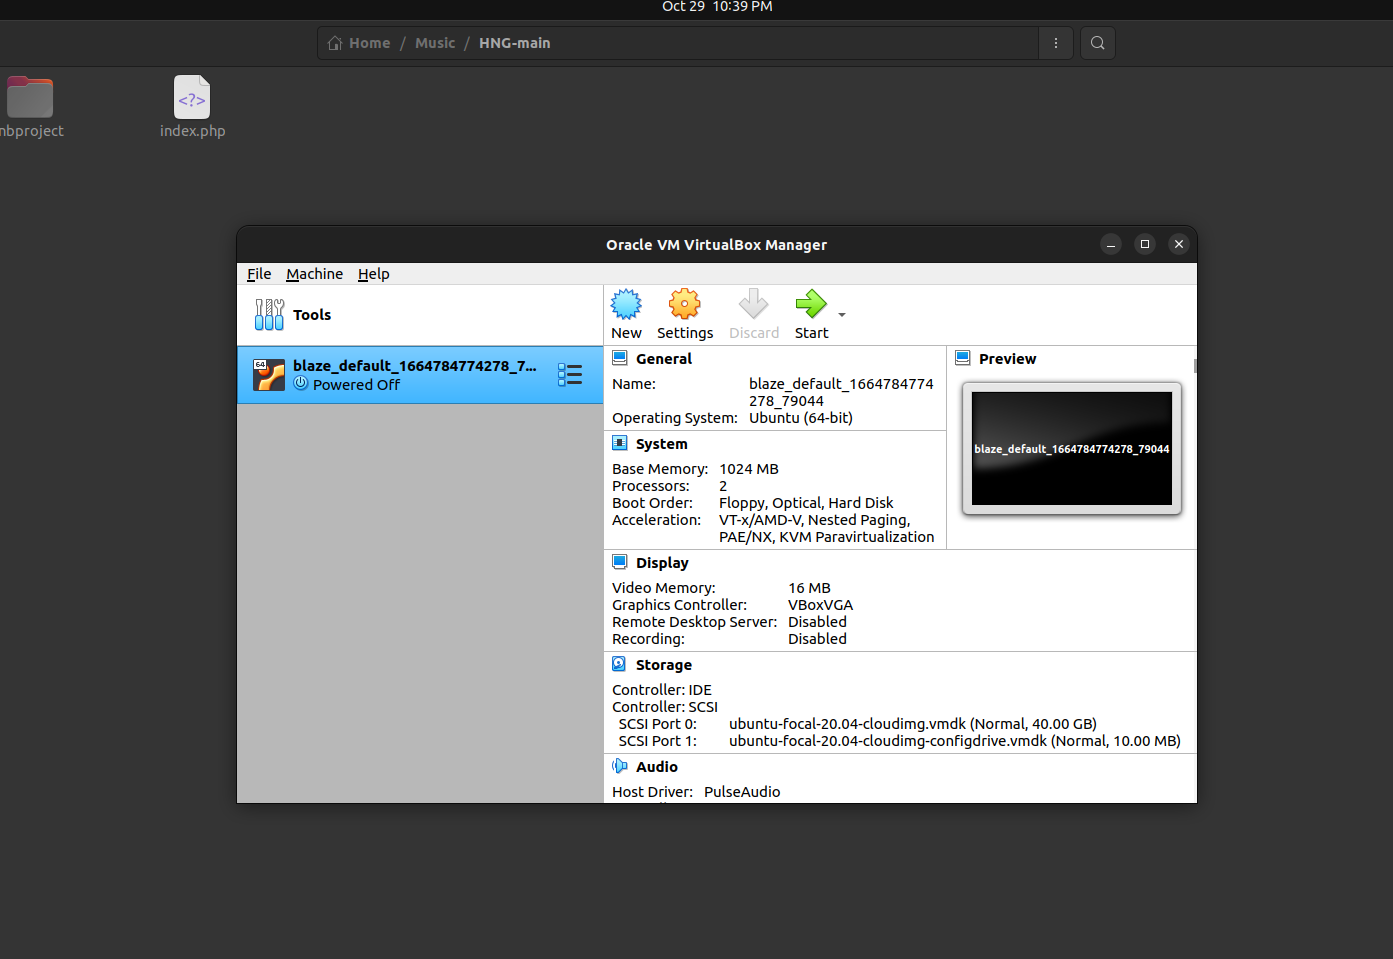 Oct 29 10:39 PM
Home / Music / HNG-main
nbproject
<?>
index.php
Oracle VM VirtualBox Manager
File Machine Help
Tools
New Settings Discard Start
64
blaze_default_1664784774278_7...
Powered Off
General
Name: blaze_default_1664784774
278_79044
Operating System: Ubuntu (64-bit)
System
Base Memory: 1024 MB
Processors: 2
Boot Order: Floppy, Optical, Hard Disk
Acceleration: VT-x/AMD-V, Nested Paging,
PAE/NX, KVM Paravirtualization
Preview
blaze_default_1664784774278_79044
Display
Video Memory: 16 MB
Graphics Controller: VBoxVGA
Remote Desktop Server: Disabled
Recording: Disabled
Storage
Controller: IDE
Controller: SCSI
SCSI Port 0: ubuntu-focal-20.04-cloudimg.vmdk (Normal, 40.00 GB)
SCSI Port 1: ubuntu-focal-20.04-cloudimg-configdrive.vmdk (Normal, 10.00 MB)
Audio
Host Driver: PulseAudio